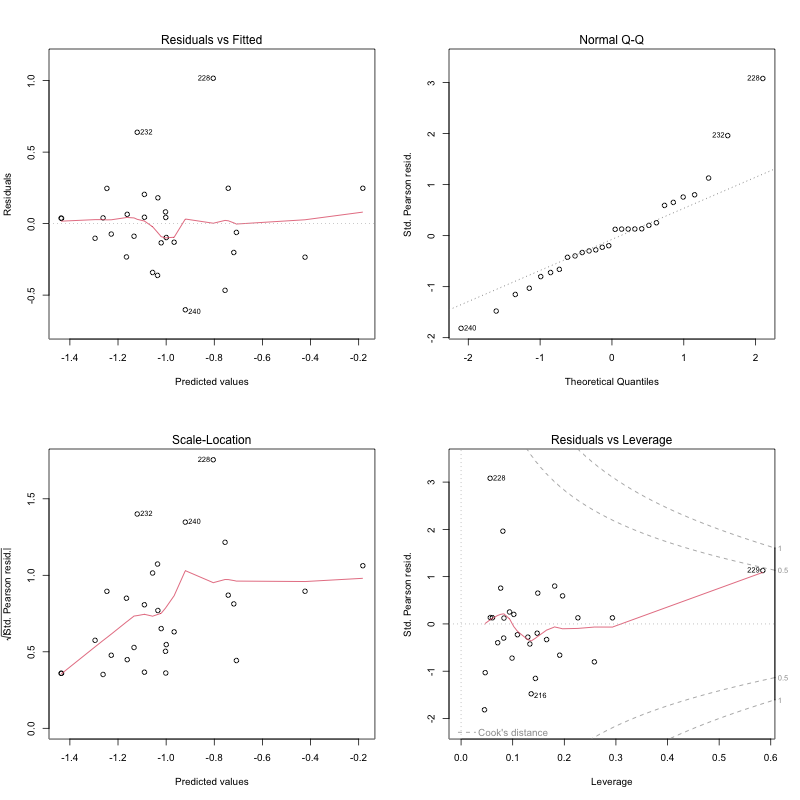 Residuals vs Fitted
Residuals
1.0
0.5
0.0
-0.5
228
232
240
-1.4 -1.2 -1.0 -0.8 -0.6 -0.4 -0.2
Predicted values
Normal Q-Q
Std. Pearson resid.
3
2
1
0
-1
-2
228
232
240
-2 -1 0 1 2
Theoretical Quantiles
Scale-Location
√|Std. Pearson resid.|
1.5
1.0
0.5
0.0
228
232
240
-1.4 -1.2 -1.0 -0.8 -0.6 -0.4 -0.2
Predicted values
Residuals vs Leverage
Std. Pearson resid.
3
2
1
0
-1
-2
228
229
216
1
0.5
0.5
1
Cook's distance
0.0 0.1 0.2 0.3 0.4 0.5 0.6
Leverage